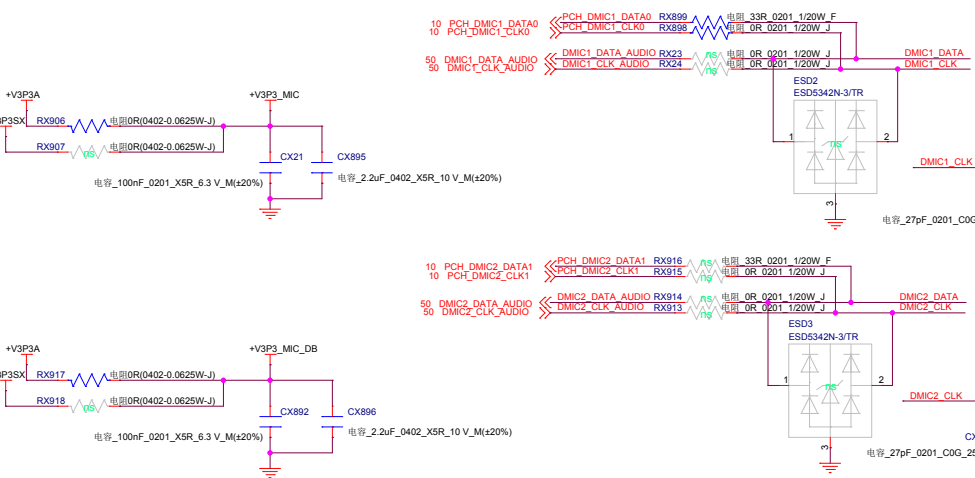 10 PCH_DMIC1_DATA0 PCH_DMIC1_DATA0 RX899 电阻_33R_0201_1/20W_F
10 PCH_DMIC1_CLK0 PCH_DMIC1_CLK0 RX898 电阻_0R_0201_1/20W_J
50 DMIC1_DATA_AUDIO DMIC1_DATA_AUDIO RX23 ns 电阻_0R_0201_1/20W_J DMIC1_DATA
50 DMIC1_CLK_AUDIO DMIC1_CLK_AUDIO RX24 ns 电阻_0R_0201_1/20W_J DMIC1_CLK
ESD2
ESD5342N-3/TR
+V3P3A +V3P3_MIC
3P3SX RX906 电阻0R(0402-0.0625W-J)
1 2
ns
RX907 ns 电阻0R(0402-0.0625W-J)
CX21 CX895
DMIC1_CLK
电容_100nF_0201_X5R_6.3 V_M(±20%) 电容_2.2uF_0402_X5R_10 V_M(±20%)
3
电容_27pF_0201_C0G
10 PCH_DMIC2_DATA1 PCH_DMIC2_DATA1 RX916 ns 电阻_33R_0201_1/20W_F
10 PCH_DMIC2_CLK1 PCH_DMIC2_CLK1 RX915 ns 电阻_0R_0201_1/20W_J
50 DMIC2_DATA_AUDIO DMIC2_DATA_AUDIO RX914 ns 电阻_0R_0201_1/20W_J DMIC2_DATA
50 DMIC2_CLK_AUDIO DMIC2_CLK_AUDIO RX913 ns 电阻_0R_0201_1/20W_J DMIC2_CLK
ESD3
ESD5342N-3/TR
+V3P3A +V3P3_MIC_DB
3P3SX RX917 电阻0R(0402-0.0625W-J)
1 2
ns
RX918 ns 电阻0R(0402-0.0625W-J)
DMIC2_CLK
CX892 CX896
电容_100nF_0201_X5R_6.3 V_M(±20%) 电容_2.2uF_0402_X5R_10 V_M(±20%)
CX
3
电容_27pF_0201_C0G_25